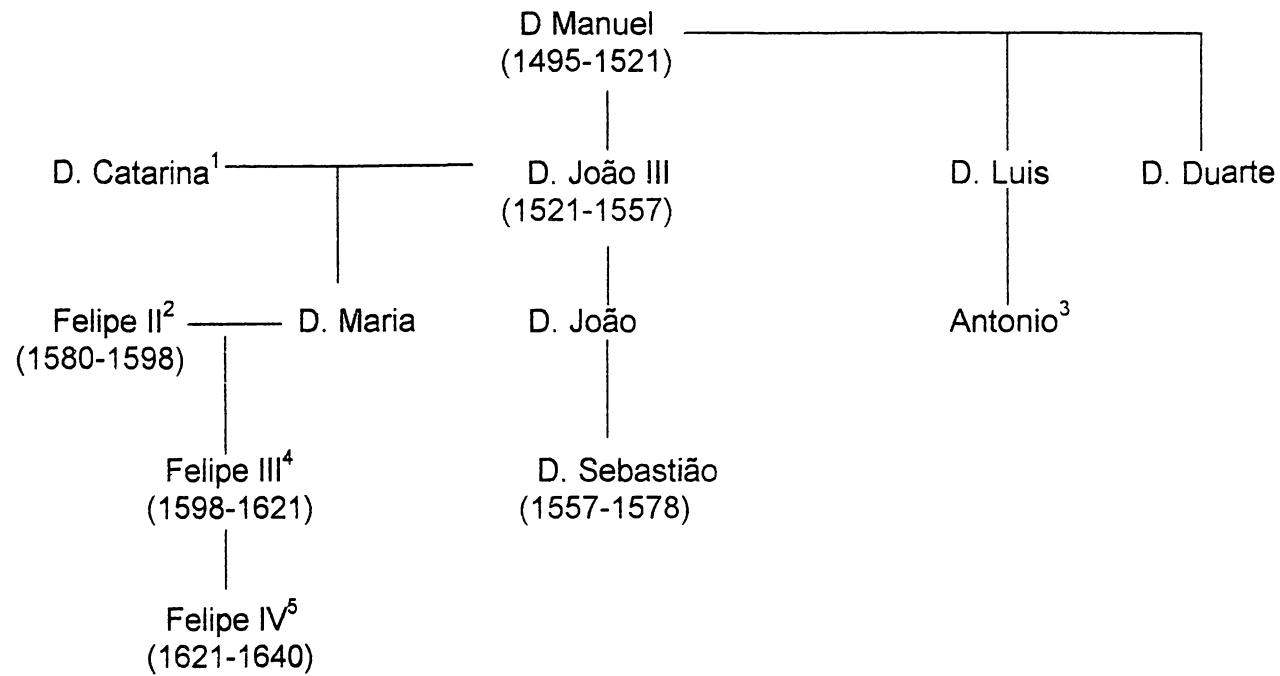 D Manuel
(1495-1521)
D. Catarina¹
D. João III
(1521-1557)
D. Luis
D. Duarte
Felipe II²
(1580-1598)
D. Maria
D. João
Antonio³
Felipe III⁴
(1598-1621)
D. Sebastião
(1557-1578)
Felipe IV⁵
(1621-1640)